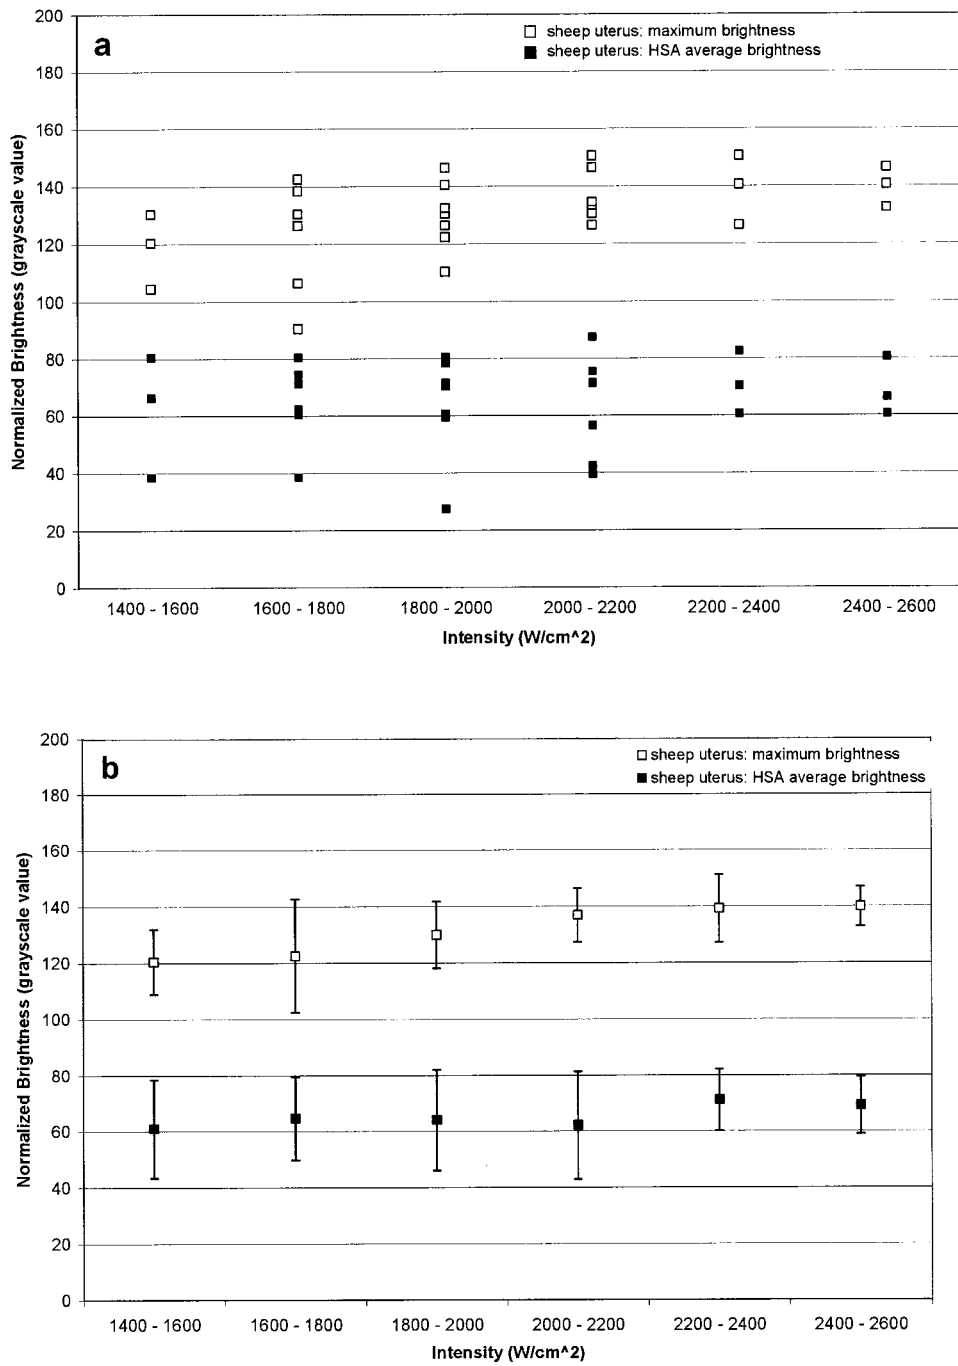 a
sheep uterus: maximum brightness
sheep uterus: HSA average brightness
200
180
160
140
120
100
80
60
40
20
0
Normalized Brightness (grayscale value)
1400 - 1600 1600 - 1800 1800 - 2000 2000 - 2200 2200 - 2400 2400 - 2600
Intensity (W/cm^2)
b
sheep uterus: maximum brightness
sheep uterus: HSA average brightness
200
180
160
140
120
100
80
60
40
20
0
Normalized Brightness (grayscale value)
1400 - 1600 1600 - 1800 1800 - 2000 2000 - 2200 2200 - 2400 2400 - 2600
Intensity (W/cm^2)